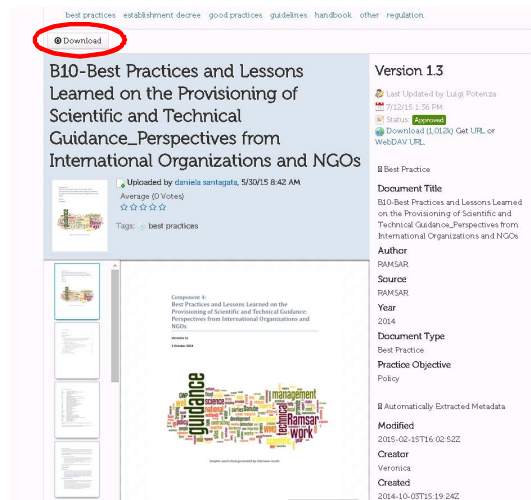 best practices establishment decree good practices guidelines handbook other regulation
Download
B10-Best Practices and Lessons
Learned on the Provisioning of
Scientific and Technical
Guidance_Perspectives from
International Organizations and NGOs
Uploaded by daniela santagata, 5/30/15 8:42 AM
Average (0 Votes)
Tags: best practices
Component 4:
Best Practices and Lessons Learned on the
Provisioning of Scientific and Technical Guidance:
Perspectives from International Organizations and
NGOs
guidance
management
science
national
parties
Danube
technical
Ramsar
work
WHO
GWP
Version 1.3
Last Updated by Luigi Potenza
7/12/15 1:36 PM
Status: Approved
Download (1,012k) Get URL or
WebDAV URL.
Best Practice
Document Title
B10-Best Practices and Lessons Learned
on the Provisioning of Scientific and
Technical Guidance_Perspectives from
International Organizations and NGOs
Author
RAMSAR
Source
RAMSAR
Year
2014
Document Type
Best Practice
Practice Objective
Policy
Automatically Extracted Metadata
Modified
2015-02-15T16:02:52Z
Creator
Veronica
Created
2014-10-03T15:19:24Z